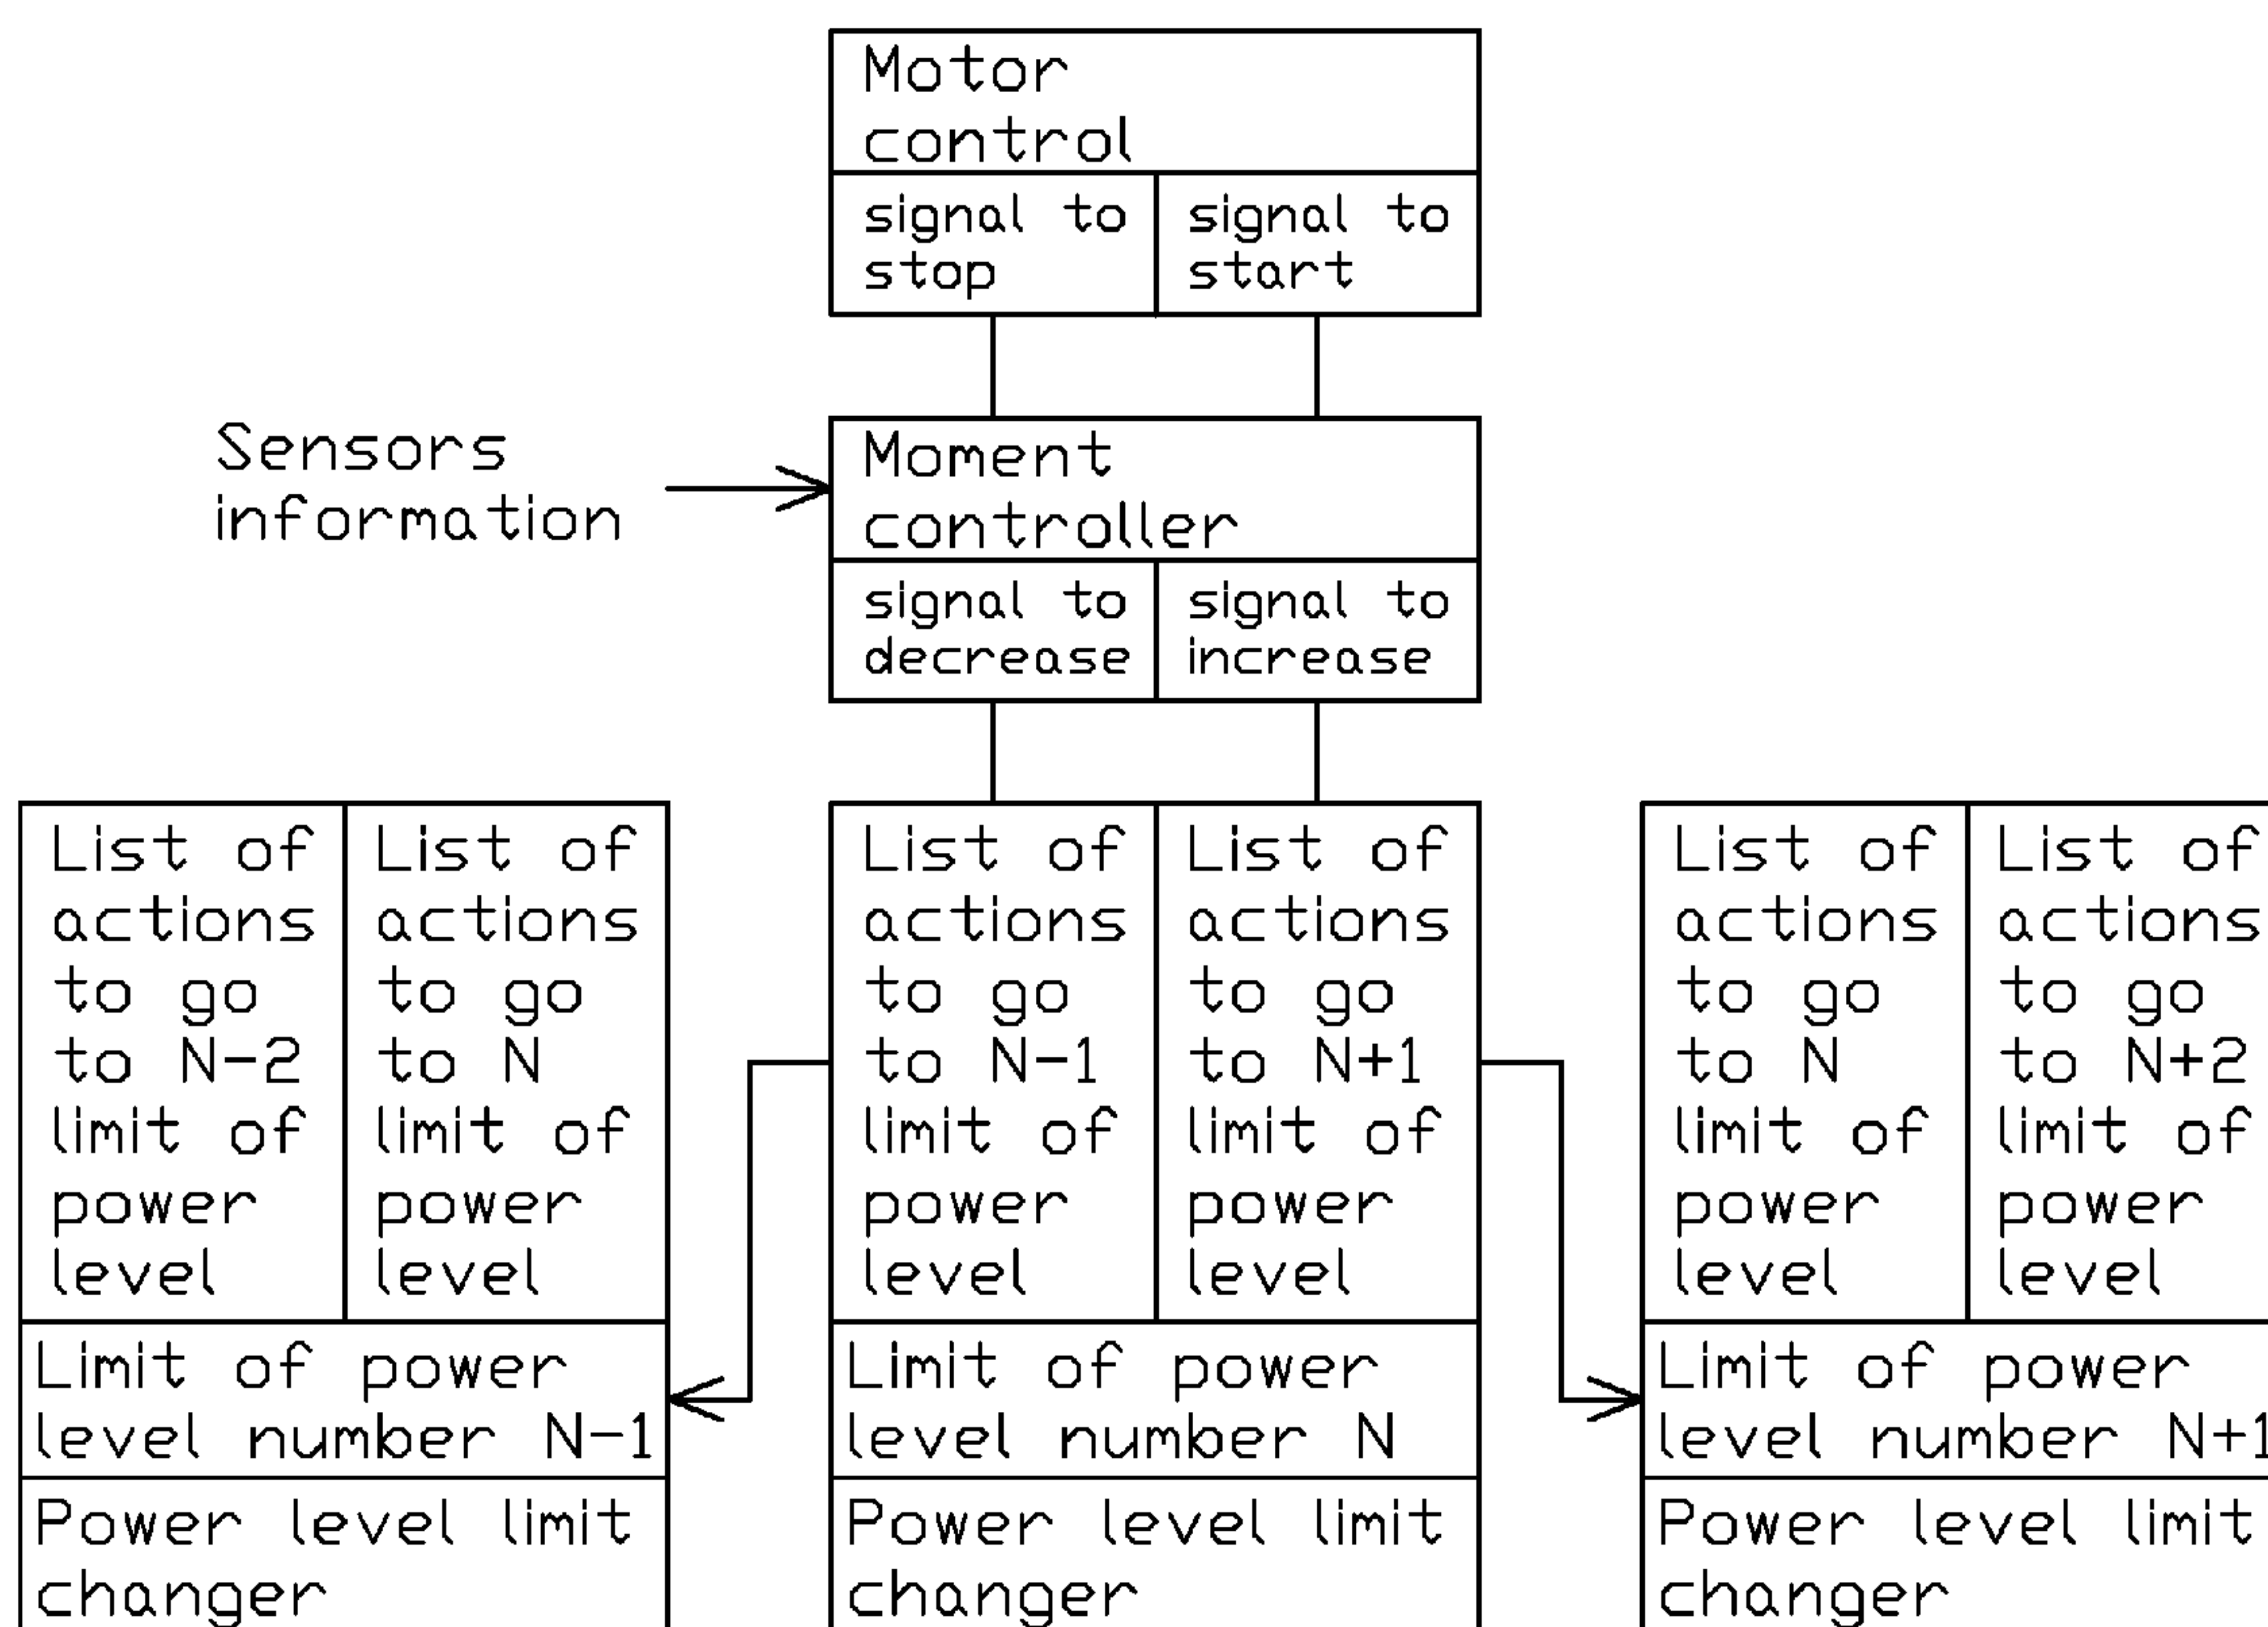 Motor
control
signal to
stop
signal to
start
Sensors
information
Moment
controller
signal to
decrease
signal to
increase
List of
actions
to go
to N-2
limit of
power
level
List of
actions
to go
to N
limit of
power
level
Limit of power
level number N-1
Power level limit
changer
List of
actions
to go
to N-1
limit of
power
level
List of
actions
to go
to N+1
limit of
power
level
Limit of power
level number N
Power level limit
changer
List of
actions
to go
to N
limit of
power
level
List of
actions
to go
to N+2
limit of
power
level
Limit of power
level number N+1
Power level limit
changer